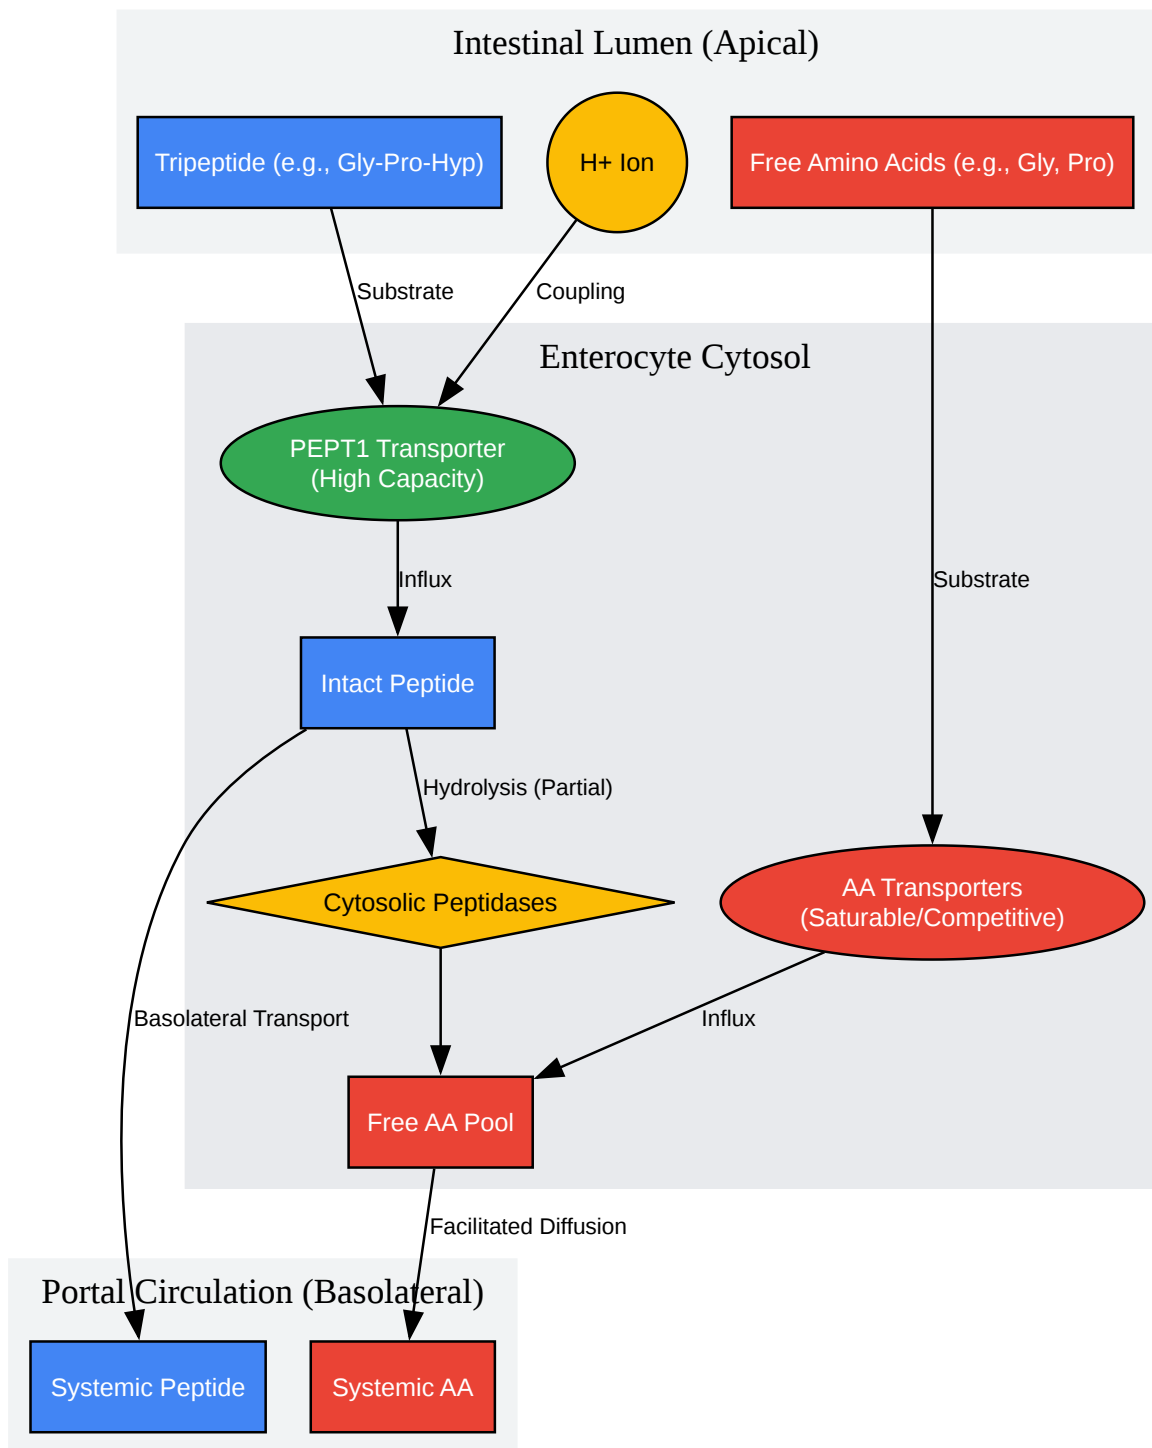 Intestinal Lumen (Apical)
Tripeptide (e.g., Gly-Pro-Hyp)
H+ Ion
Free Amino Acids (e.g., Gly, Pro)
Substrate
Coupling
Enterocyte Cytosol
PEPT1 Transporter
(High Capacity)
Influx
Substrate
Intact Peptide
Hydrolysis (Partial)
Cytosolic Peptidases
AA Transporters
(Saturable/Competitive)
Basolateral Transport
Influx
Free AA Pool
Facilitated Diffusion
Portal Circulation (Basolateral)
Systemic Peptide
Systemic AA